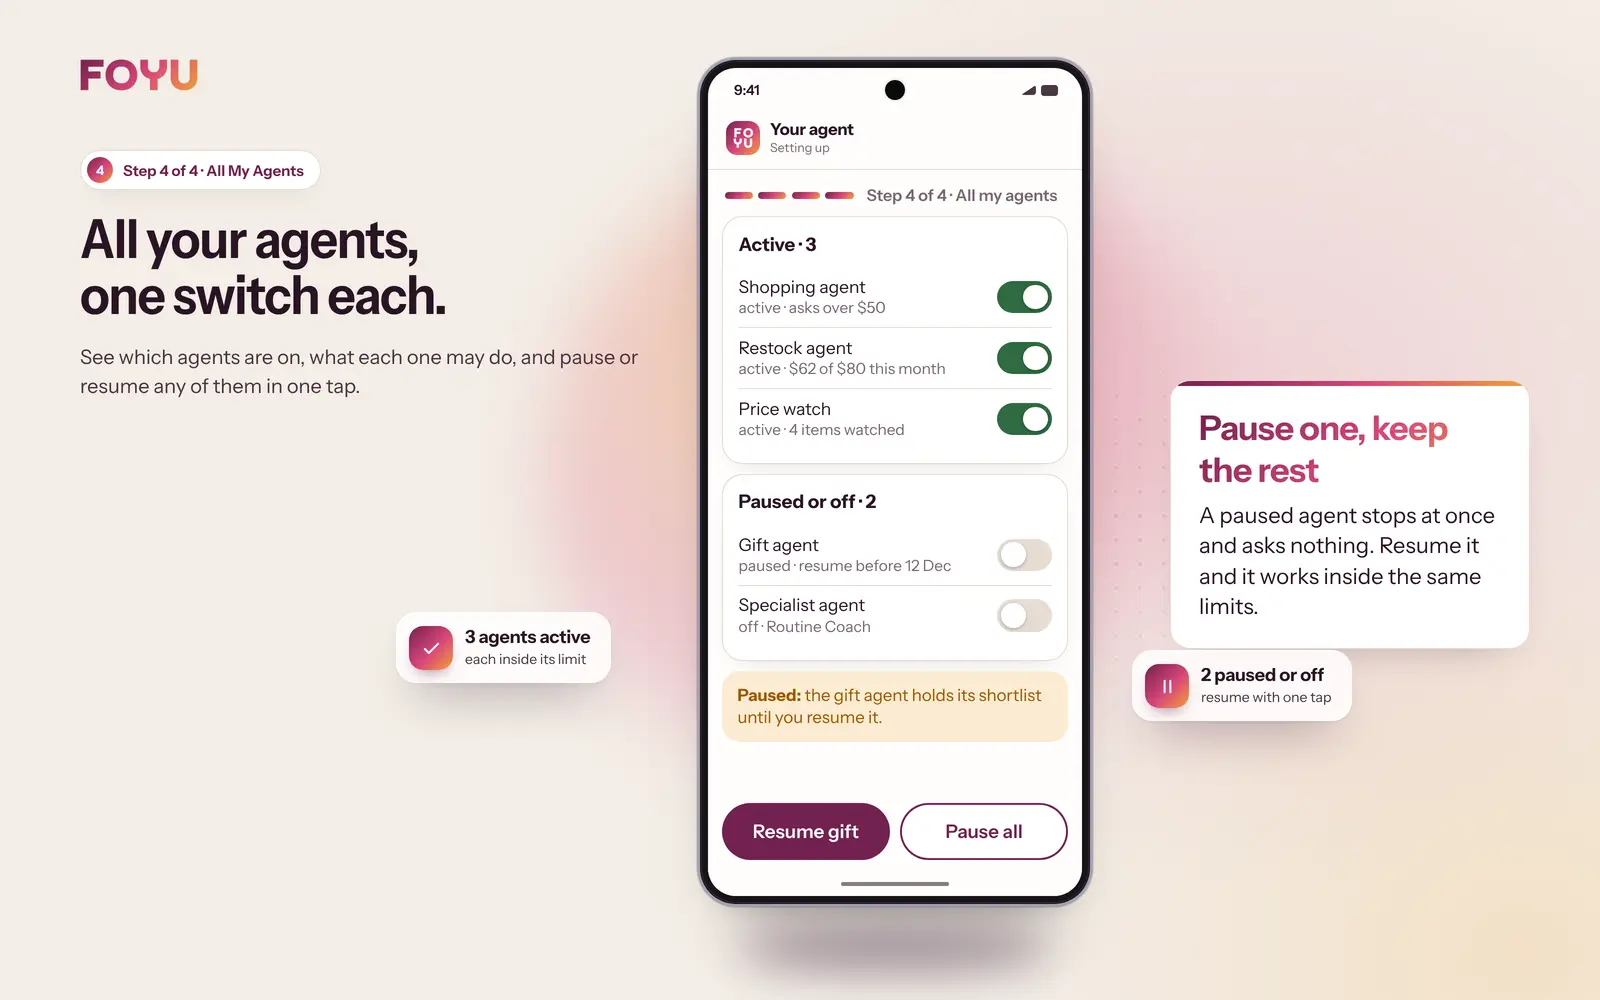 FOYU
4
Step 4 of 4 · All My Agents
All your agents,
one switch each.
See which agents are on, what each one may do, and pause or
resume any of them in one tap.
3 agents active
each inside its limit
9:41
FO
YU
Your agent
Setting up
Step 4 of 4 · All my agents
Active · 3
Shopping agent
active · asks over $50
Restock agent
active · $62 of $80 this month
Price watch
active · 4 items watched
Paused or off · 2
Gift agent
paused · resume before 12 Dec
Specialist agent
off · Routine Coach
Paused: the gift agent holds its shortlist
until you resume it.
Resume gift
Pause all
Pause one, keep
the rest
A paused agent stops at once
and asks nothing. Resume it
and it works inside the same
limits.
2 paused or off
resume with one tap